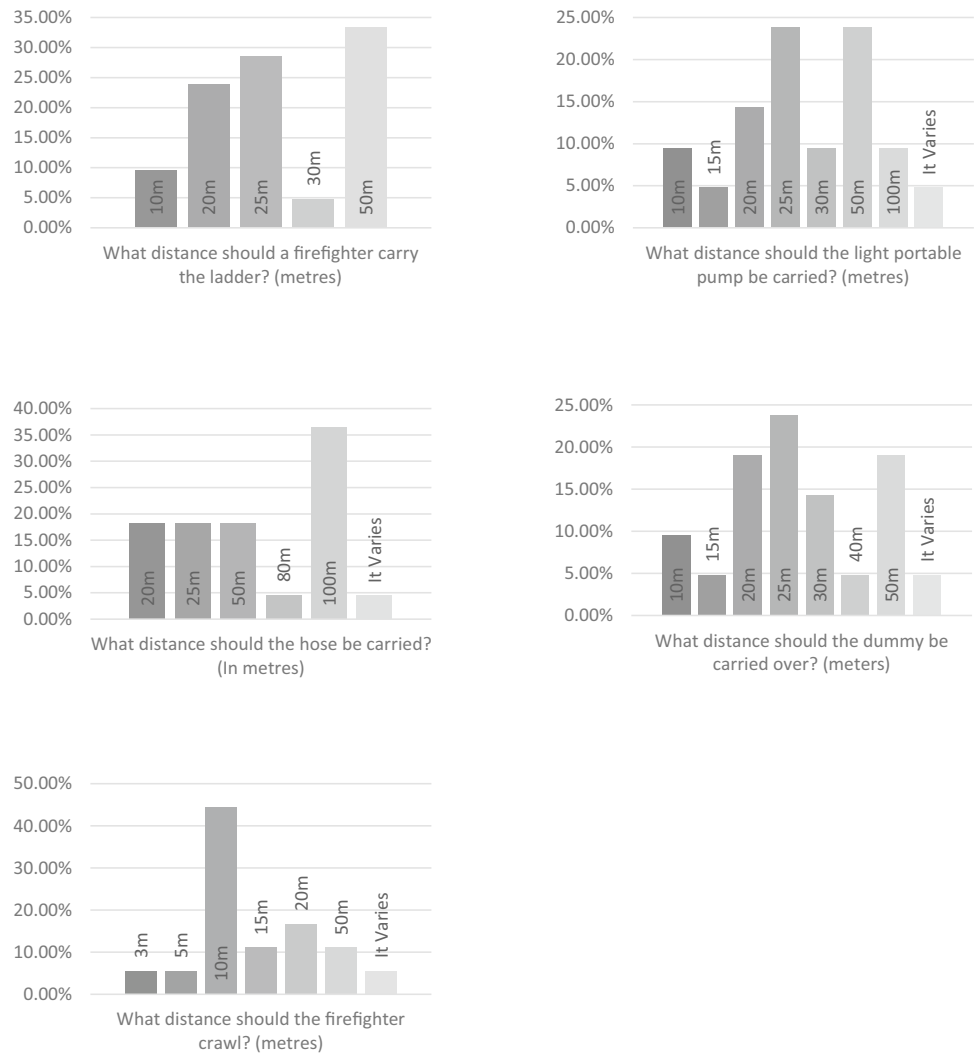 35.00%
30.00%
25.00%
20.00%
15.00%
10.00%
5.00%
0.00%
10m
20m
25m
30m
50m
What distance should a firefighter carry
the ladder? (metres)
25.00%
20.00%
15.00%
10.00%
5.00%
0.00%
10m
15m
20m
25m
30m
50m
100m
It Varies
What distance should the light portable
pump be carried? (metres)
40.00%
35.00%
30.00%
25.00%
20.00%
15.00%
10.00%
5.00%
0.00%
20m
25m
50m
80m
100m
It Varies
What distance should the hose be carried?
(In metres)
25.00%
20.00%
15.00%
10.00%
5.00%
0.00%
10m
15m
20m
25m
30m
40m
50m
It Varies
What distance should the dummy be
carried over? (meters)
50.00%
40.00%
30.00%
20.00%
10.00%
0.00%
3m
5m
10m
15m
20m
50m
It Varies
What distance should the firefighter
crawl? (metres)